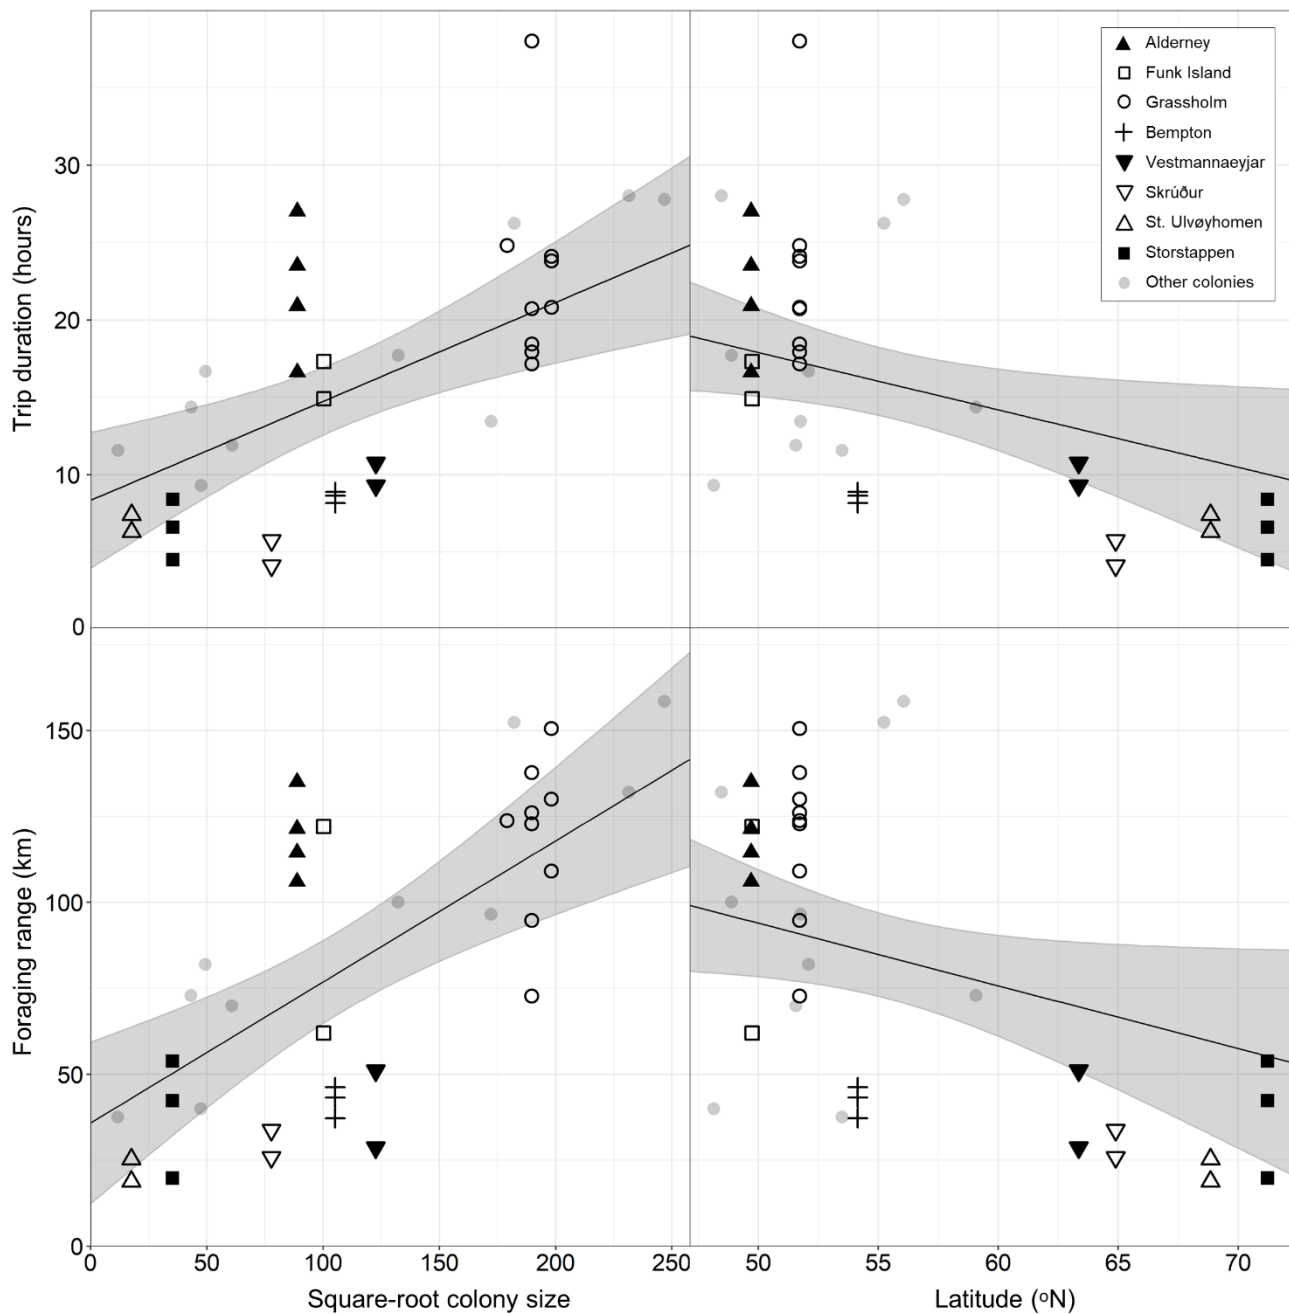 Alderney
Funk Island
Grassholm
Bempton
Vestmannaeyjar
Skrúður
St. Ulvøyhomen
Storstappen
Other colonies
Trip duration (hours)
30
20
10
0
Foraging range (km)
150
100
50
0
0 50 100 150 200 250
50 55 60 65 70
Square-root colony size
Latitude (ºN)